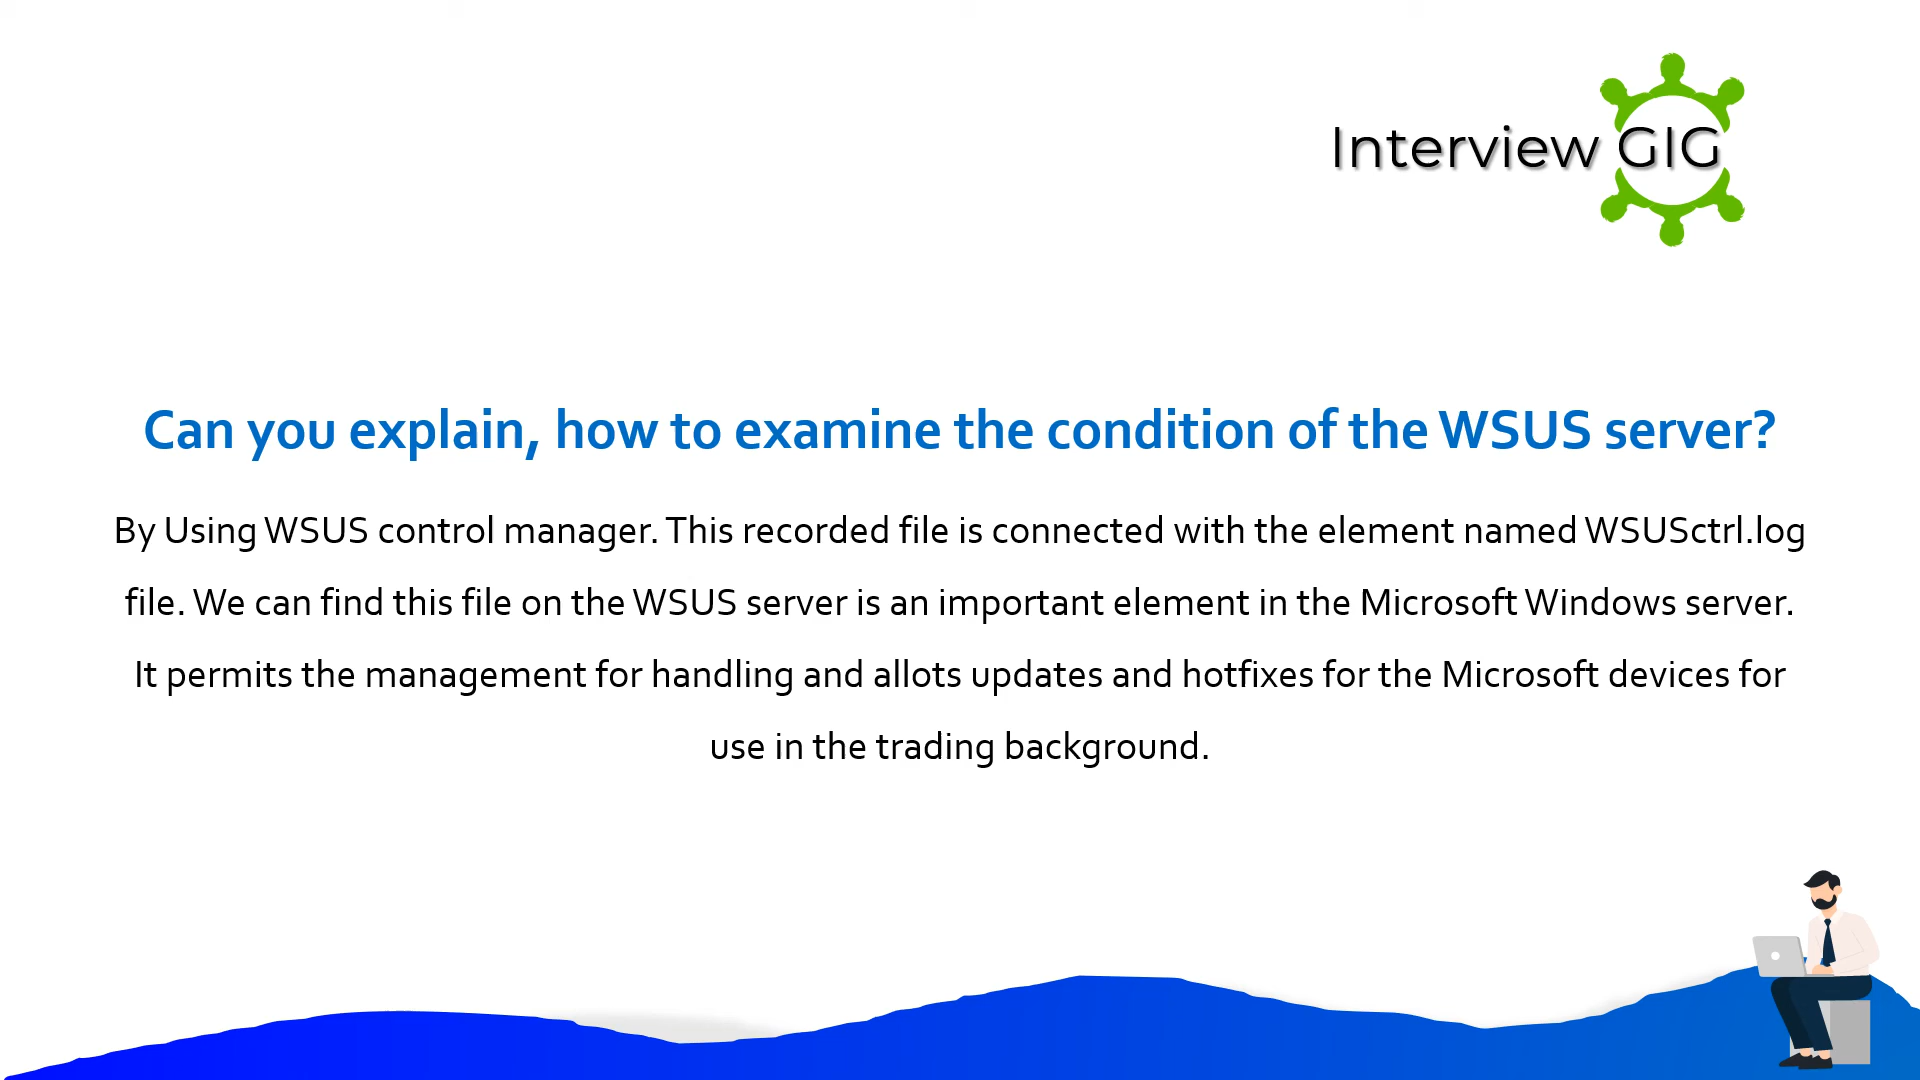 Interview GIG
Can you explain, how to examine the condition of the WSUS server?
By Using WSUS control manager. This recorded file is connected with the element named WSUSctrl.log
file. We can find this file on the WSUS server is an important element in the Microsoft Windows server.
It permits the management for handling and allots updates and hotfixes for the Microsoft devices for
use in the trading background.